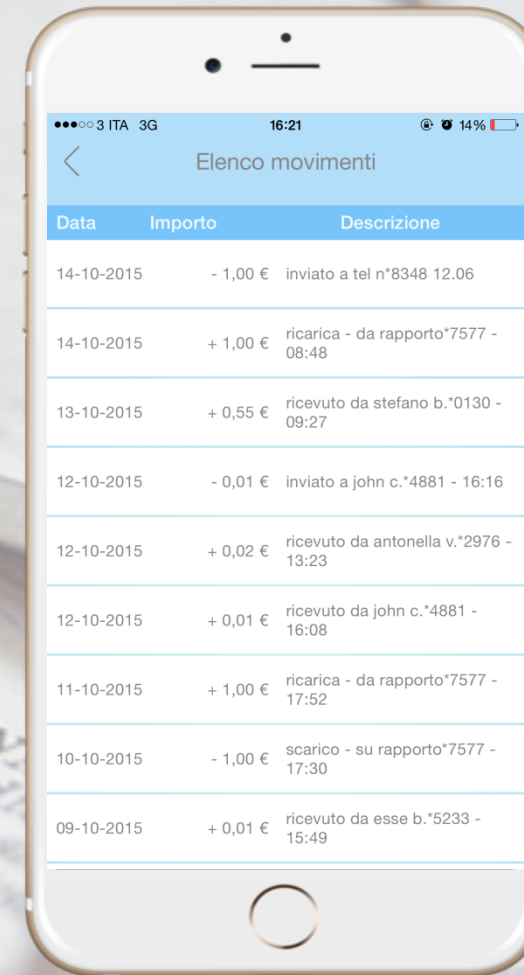 3 ITA 3G 16:21 14%
Elenco movimenti
Data Importo Descrizione
14-10-2015 - 1,00 € inviato a tel n*8348 12.06
14-10-2015 + 1,00 € ricarica - da rapporto*7577 -
08:48
13-10-2015 + 0,55 € ricevuto da stefano b.*0130 -
09:27
12-10-2015 - 0,01 € inviato a john c.*4881 - 16:16
12-10-2015 + 0,02 € ricevuto da antonella v.*2976 -
13:23
12-10-2015 + 0,01 € ricevuto da john c.*4881 -
16:08
11-10-2015 + 1,00 € ricarica - da rapporto*7577 -
17:52
10-10-2015 - 1,00 € scarico - su rapporto*7577 -
17:30
09-10-2015 + 0,01 € ricevuto da esse b.*5233 -
15:49